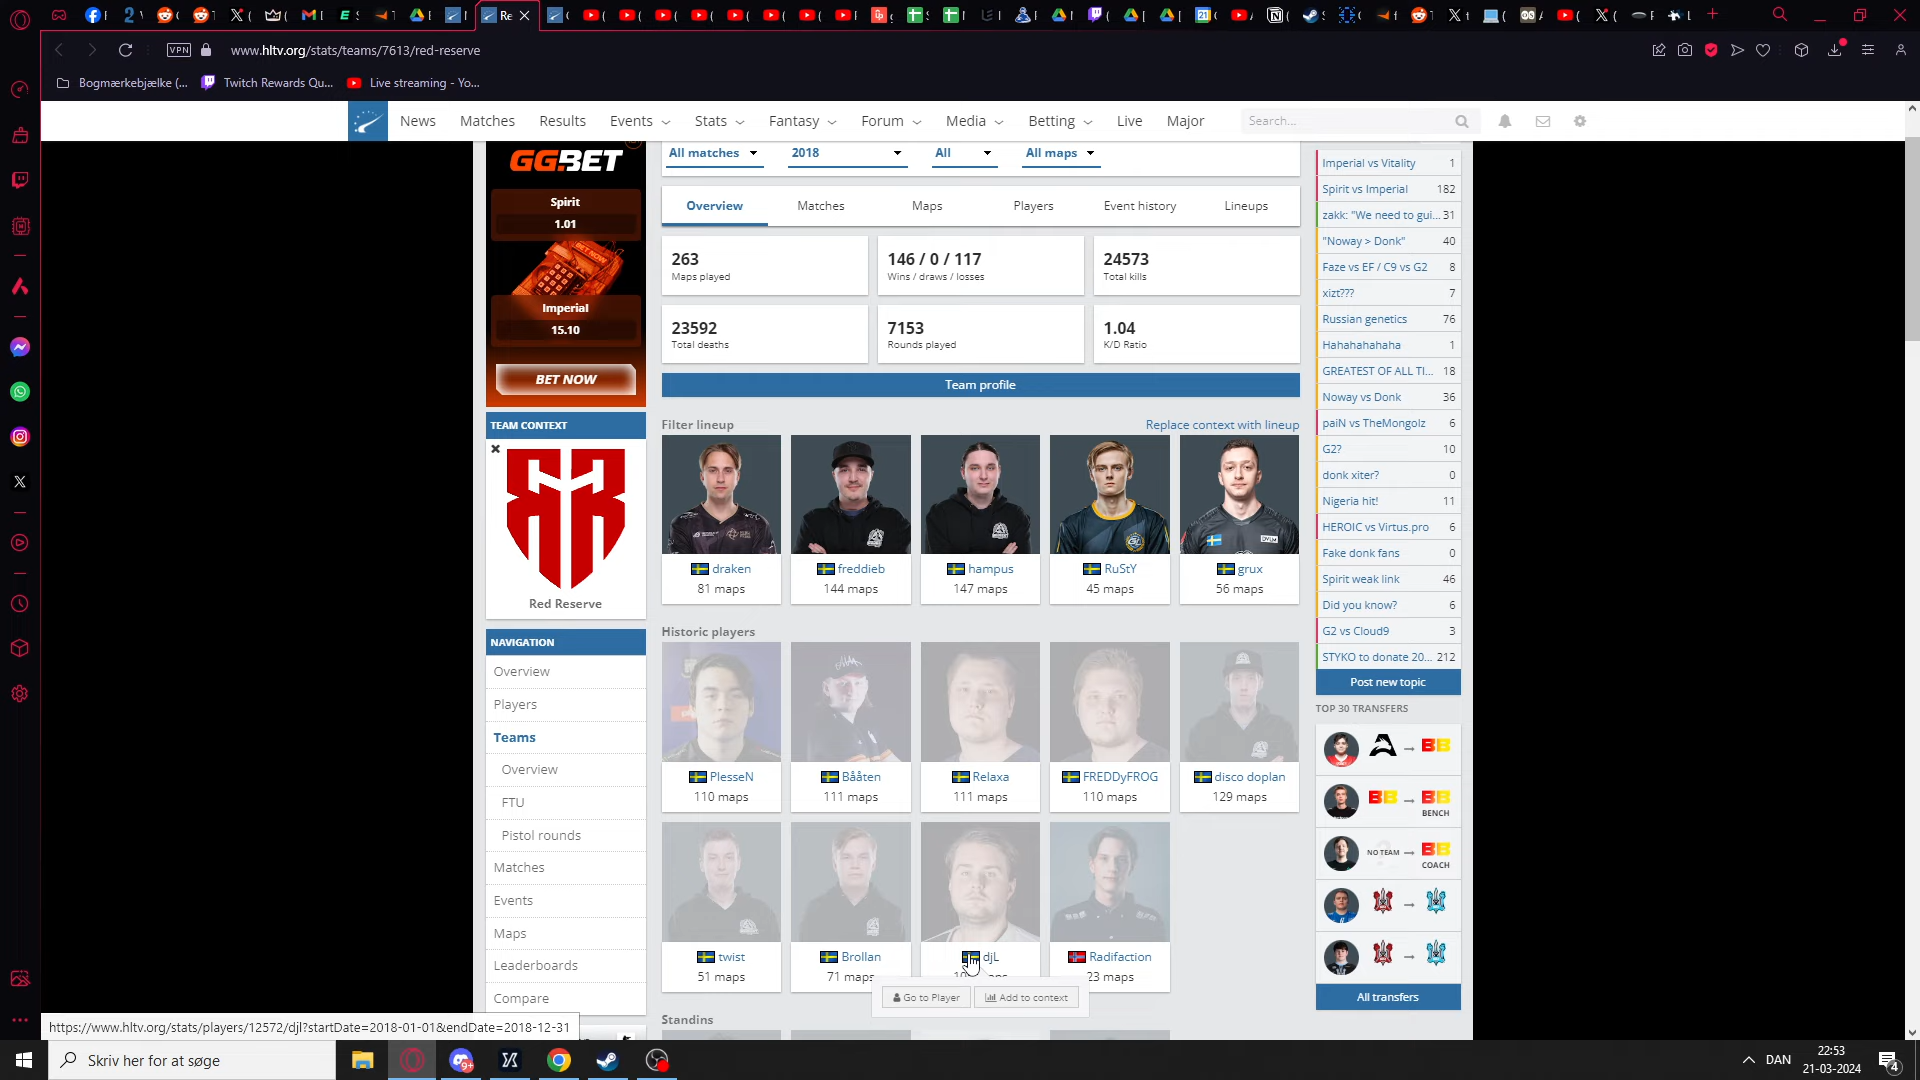 www.hltv.org/stats/teams/7613/red-reserve
VPN
Bogmærkebjælke (...
Twitch Rewards Qu...
Live streaming - Yo...
News
Matches
Results
Events
Stats
Fantasy
Forum
Media
Betting
Live
Major
Search...
GG.BET
Spirit
1.01
Imperial
15.10
BET NOW
All matches
2018
All
All maps
Overview
Matches
Maps
Players
Event history
Lineups
263
Maps played
146 / 0 / 117
Wins / draws / losses
24573
Total kills
23592
Total deaths
7153
Rounds played
1.04
K/D Ratio
Team profile
TEAM CONTEXT
Red Reserve
Filter lineup
Replace context with lineup
draken
81 maps
freddieb
144 maps
hampus
147 maps
RuStY
45 maps
grux
56 maps
Historic players
PlesseN
110 maps
Bååten
111 maps
Relaxa
111 maps
FREDDyFROG
110 maps
disco doplan
129 maps
twist
51 maps
Brollan
71 maps
djL
Radifaction
23 maps
Go to Player
Add to context
Standins
NAVIGATION
Overview
Players
Teams
Overview
FTU
Pistol rounds
Matches
Events
Maps
Leaderboards
Compare
Imperial vs Vitality 1
Spirit vs Imperial 182
zakk: "We need to gui... 31
"Noway > Donk" 40
Faze vs EF / C9 vs G2 8
xizt??? 7
Russian genetics 76
Hahahahahaha 1
GREATEST OF ALL TI... 18
Noway vs Donk 36
paiN vs TheMongolz 6
G2? 10
donk xiter? 0
Nigeria hit! 11
HEROIC vs Virtus.pro 6
Fake donk fans 0
Spirit weak link 46
Did you know? 6
G2 vs Cloud9 3
STYKO to donate 20... 212
Post new topic
TOP 30 TRANSFERS
BB
BB
BB
BENCH
NO TEAM
BB
COACH
All transfers
https://www.hltv.org/stats/players/12572/djl?startDate=2018-01-01&endDate=2018-12-31
Skriv her for at søge
DAN
22:53
21-03-2024
4